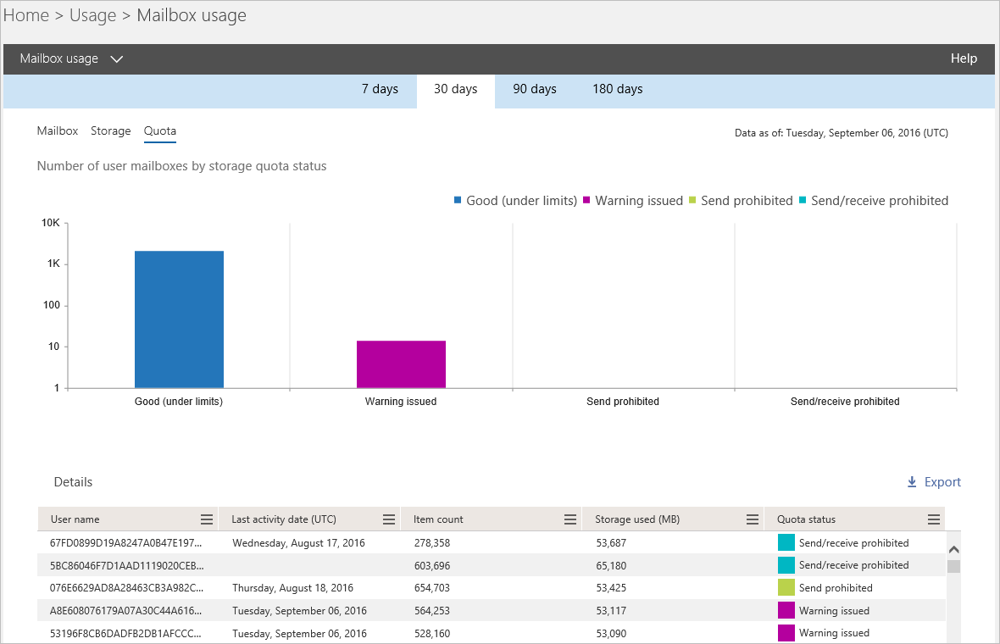 Home > Usage > Mailbox usage
Mailbox usage Help
7 days 30 days 90 days 180 days
Mailbox Storage Quota
Data as of: Tuesday, September 06, 2016 (UTC)
Number of user mailboxes by storage quota status
Good (under limits) Warning issued Send prohibited Send/receive prohibited
10K
1K
100
10
1
Good (under limits) Warning issued Send prohibited Send/receive prohibited
Details Export
User name Last activity date (UTC) Item count Storage used (MB) Quota status
67FD0899D19A8247A0B47E197... Wednesday, August 17, 2016 278,358 53,687 Send/receive prohibited
5BC86046F7D1AAD1119020CEB... 603,696 65,180 Send/receive prohibited
076E6629AD8A28463CB3A982C... Thursday, August 18, 2016 654,703 53,425 Send prohibited
A8E608076179A07A30C44A616... Tuesday, September 06, 2016 564,253 53,117 Warning issued
53196F8CB6DADFB2DB1AFCCC... Tuesday, September 06, 2016 528,160 53,090 Warning issued